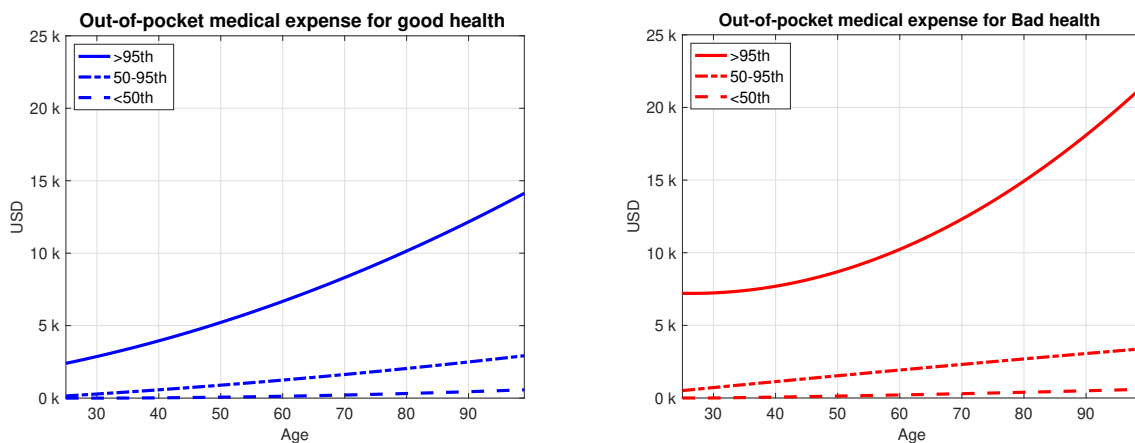 Out-of-pocket medical expense for good health
25 k
20 k
15 k
10 k
5 k
0 k
USD
>95th
50-95th
<50th
30 40 50 60 70 80 90
Age
Out-of-pocket medical expense for Bad health
25 k
20 k
15 k
10 k
5 k
0 k
USD
>95th
50-95th
<50th
30 40 50 60 70 80 90
Age